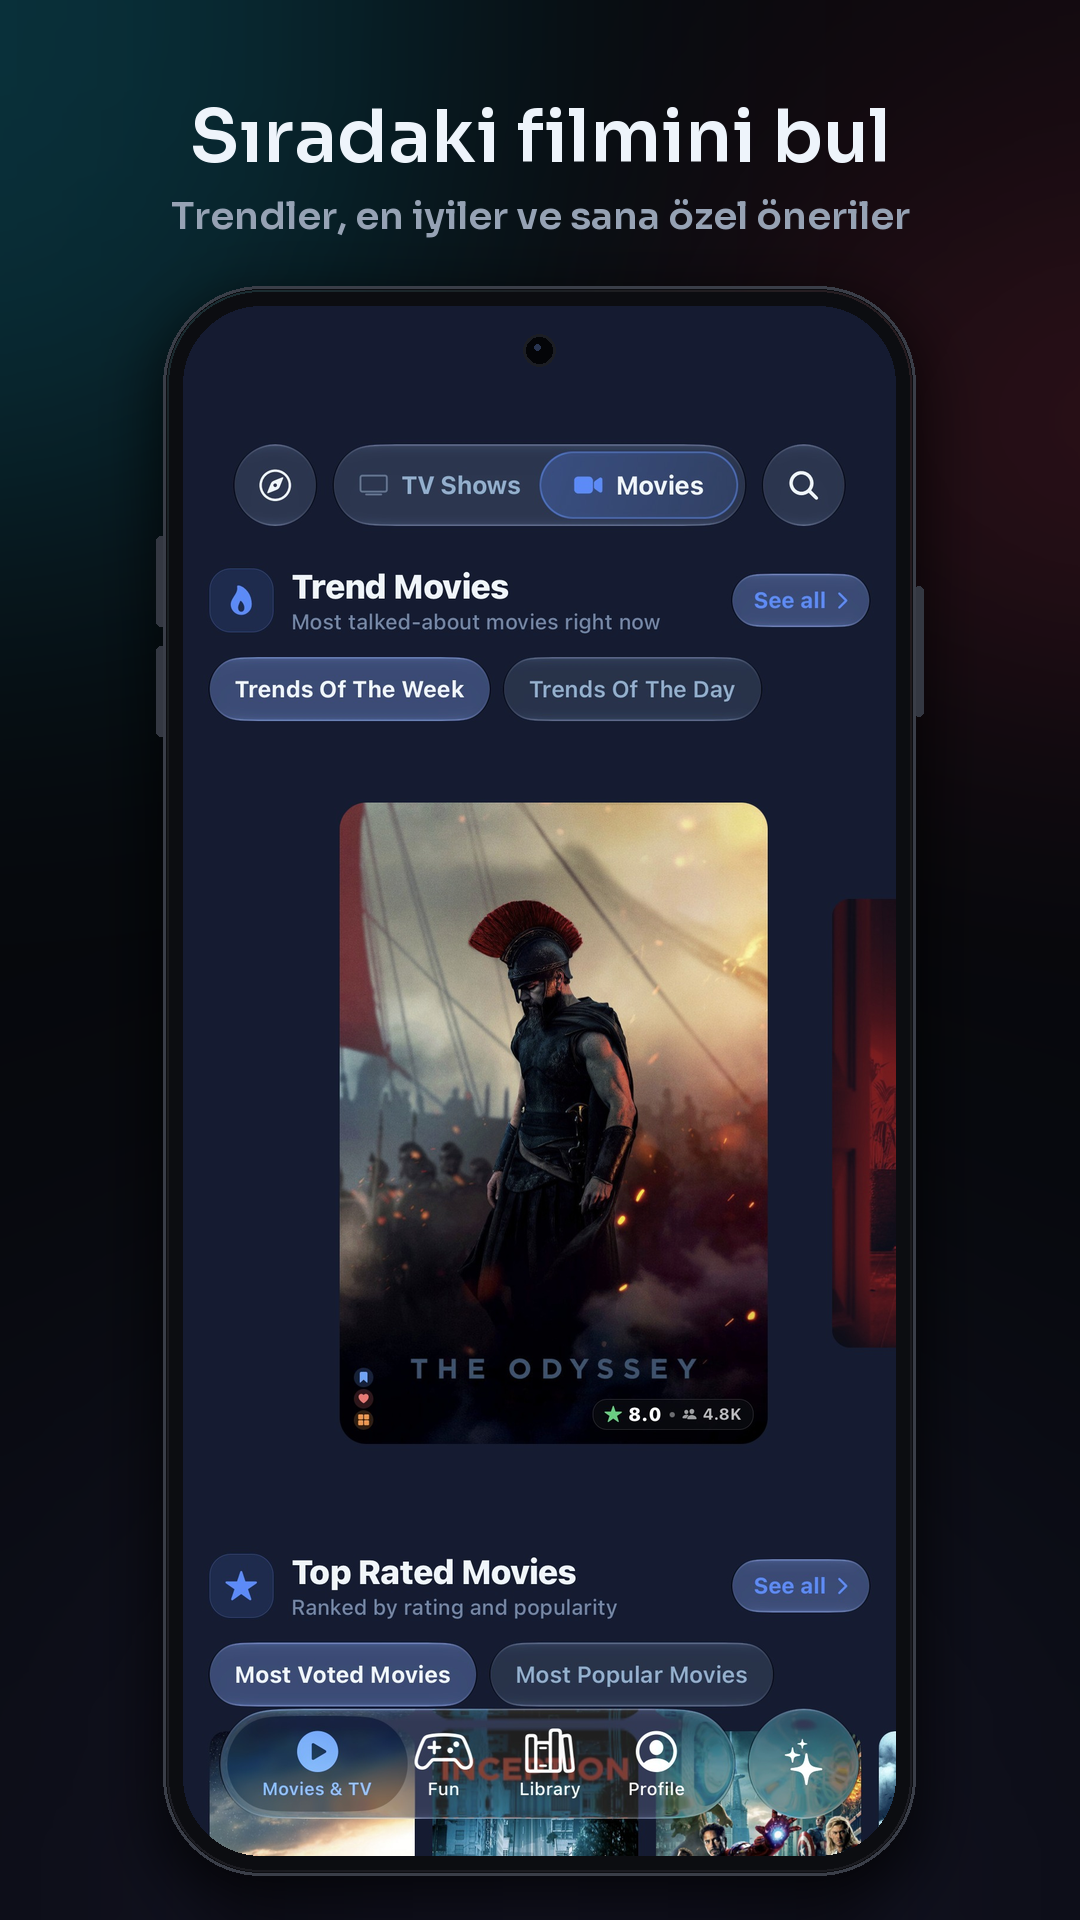 Sıradaki filmini bul
Trendler, en iyiler ve sana özel öneriler
TV Shows
Movies
Trend Movies
Most talked-about movies right now
See all
Trends Of The Week
Trends Of The Day
THE ODYSSEY
8.0 • 4.8K
Top Rated Movies
Ranked by rating and popularity
See all
Most Voted Movies
Most Popular Movies
INCEPTION
Movies & TV
Fun
Library
Profile